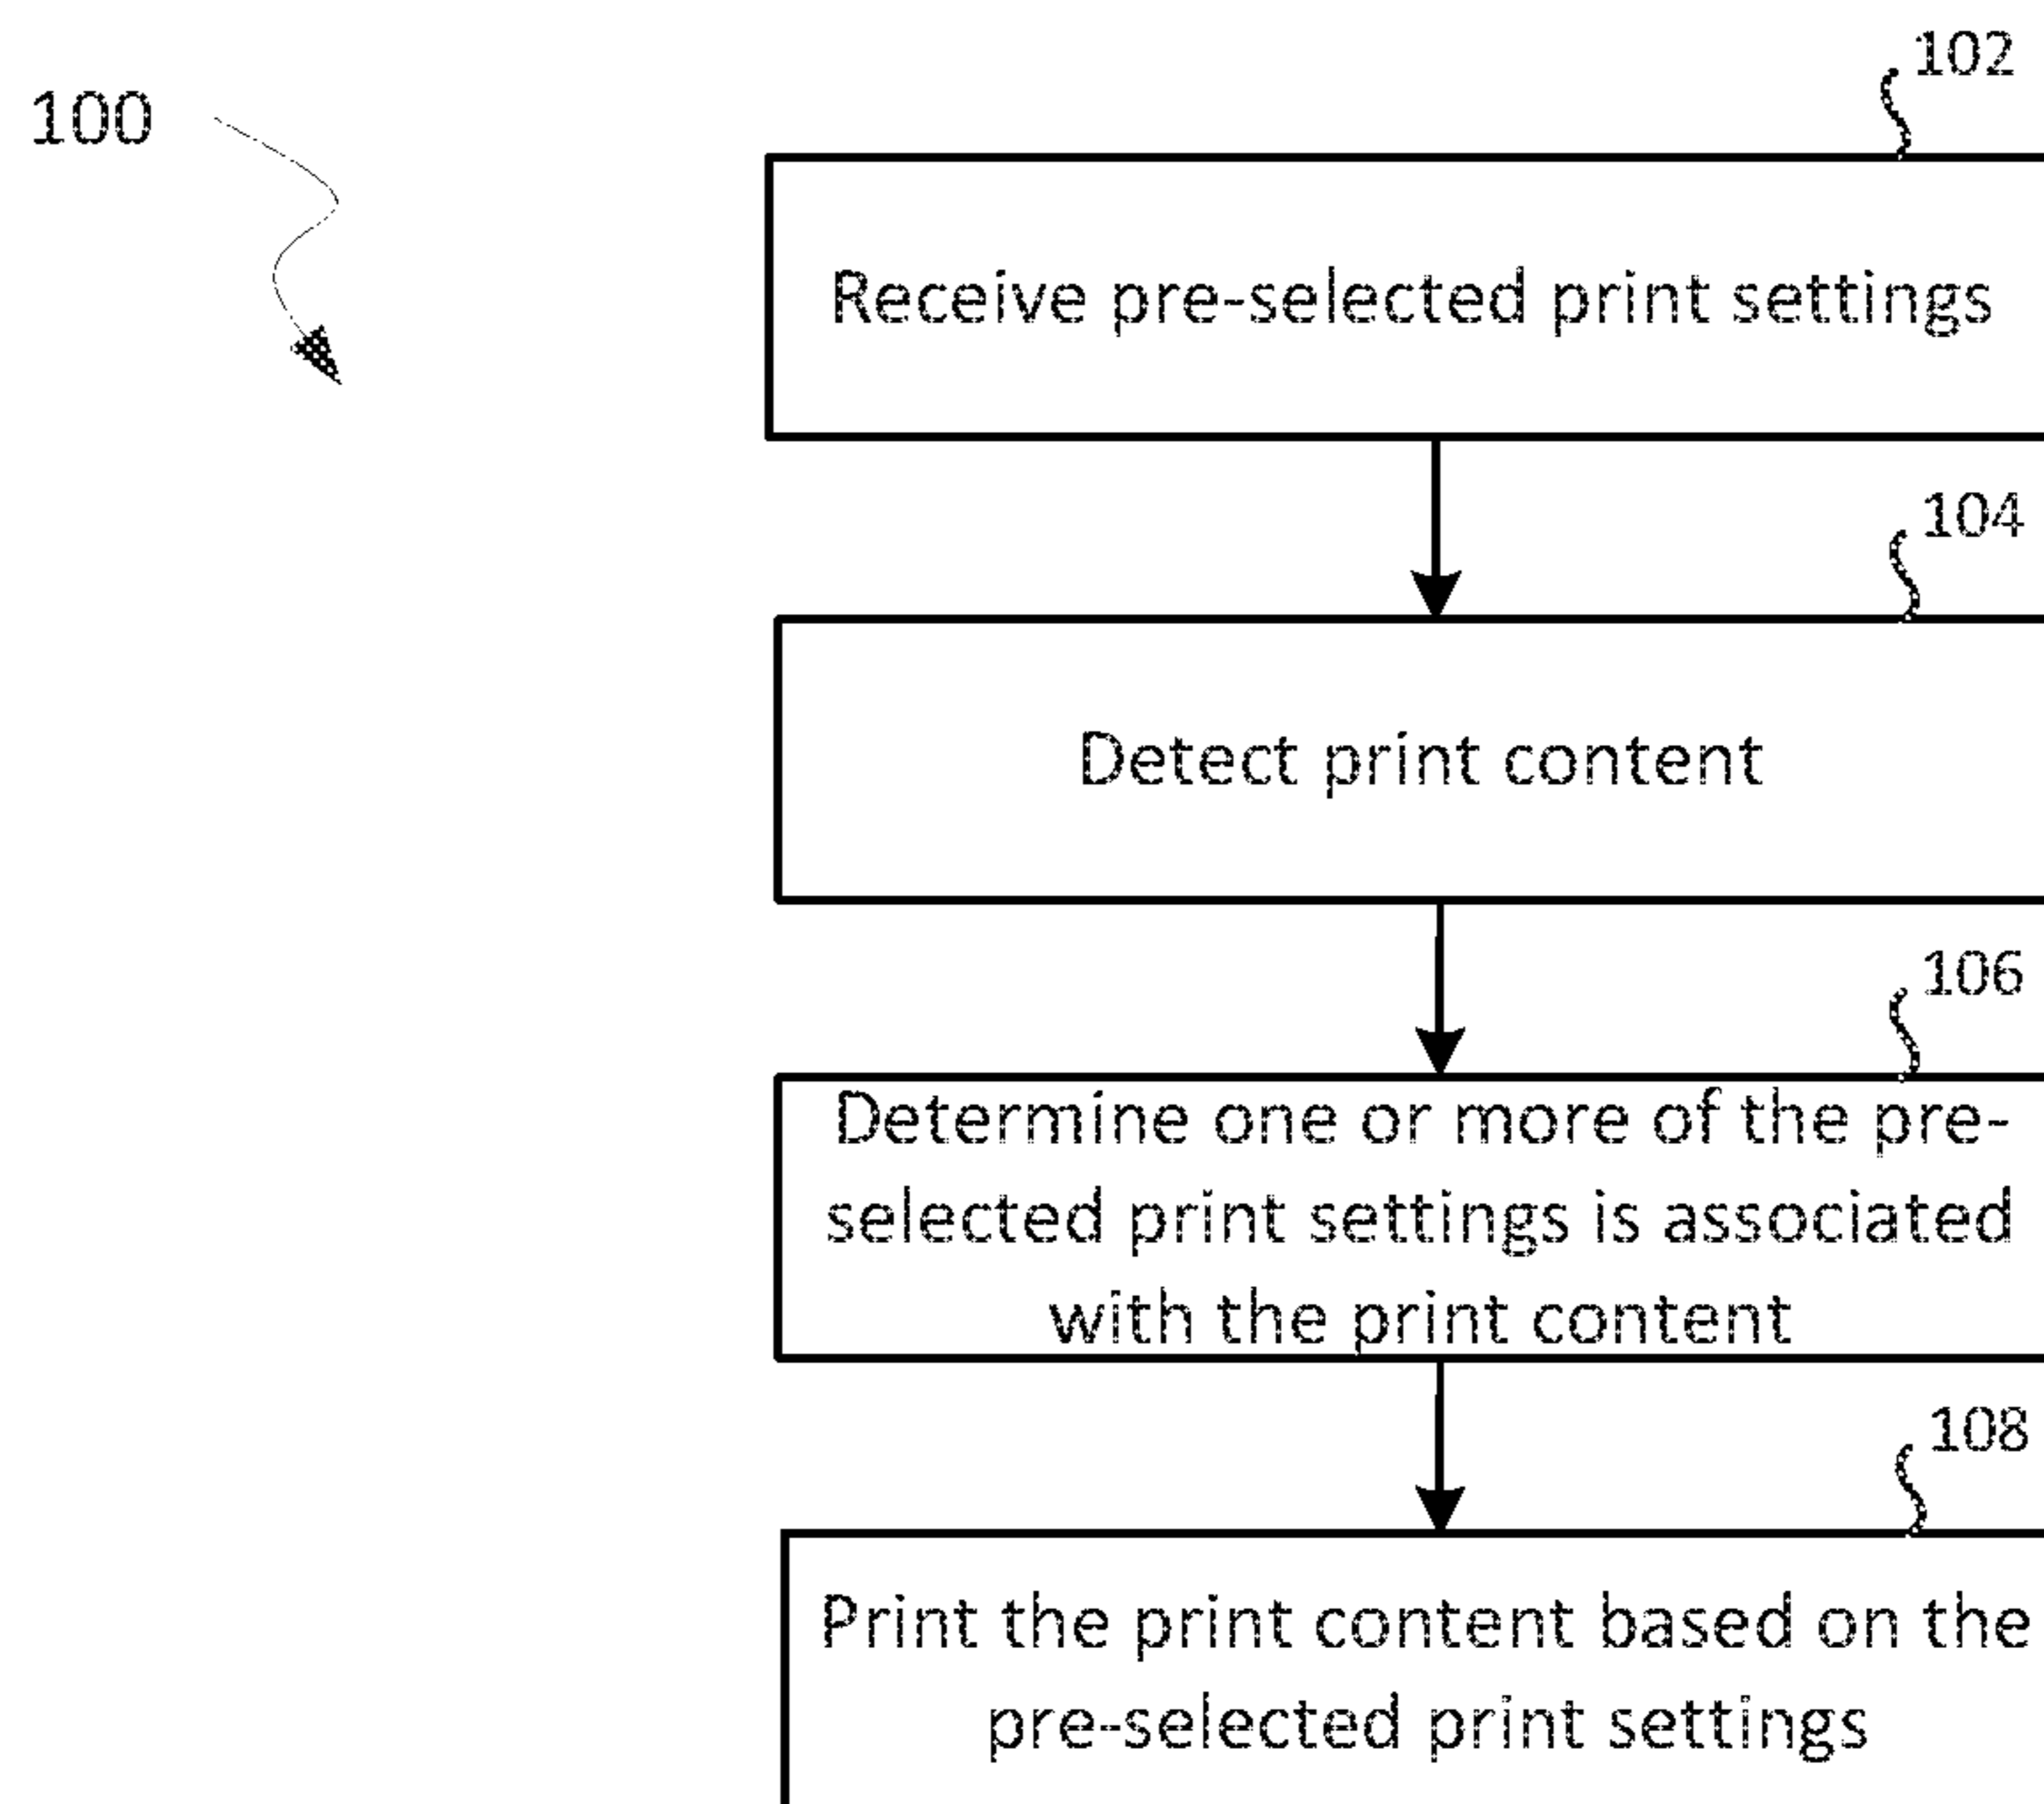 100
102
Receive pre-selected print settings
104
Detect print content
106
Determine one or more of the pre-
selected print settings is associated
with the print content
108
Print the print content based on the
pre-selected print settings